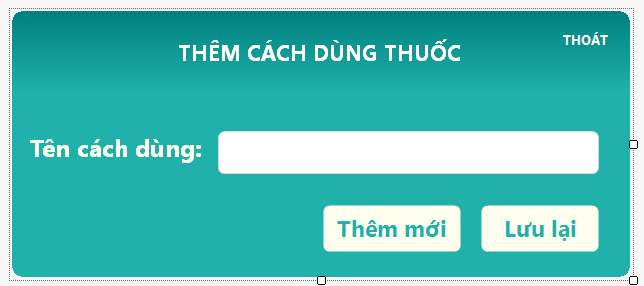 THÊM CÁCH DÙNG THUỐC
THOÁT
Tên cách dùng:
Thêm mới
Lưu lại